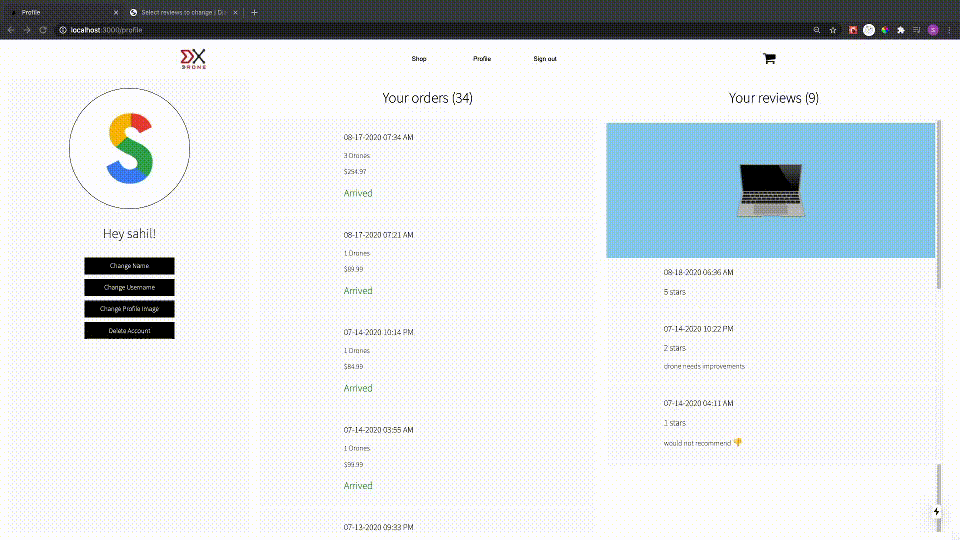 Profile
Select reviews to change | D
localhost:3000/profile
S
DX
DRONE
Shop
Profile
Sign out
Hey sahil!
Change Name
Change Username
Change Profile Image
Delete Account
Your orders (34)
08-17-2020 07:34 AM
3 Drones
$254.97
Arrived
08-17-2020 07:21 AM
1 Drones
$89.99
Arrived
07-14-2020 10:14 PM
1 Drones
$84.99
Arrived
07-14-2020 03:55 AM
1 Drones
$99.99
Arrived
07-13-2020 09:33 PM
Your reviews (9)
08-18-2020 06:36 AM
5 stars
07-14-2020 10:22 PM
2 stars
drone needs improvements
07-14-2020 04:11 AM
1 stars
would not recommend 👎